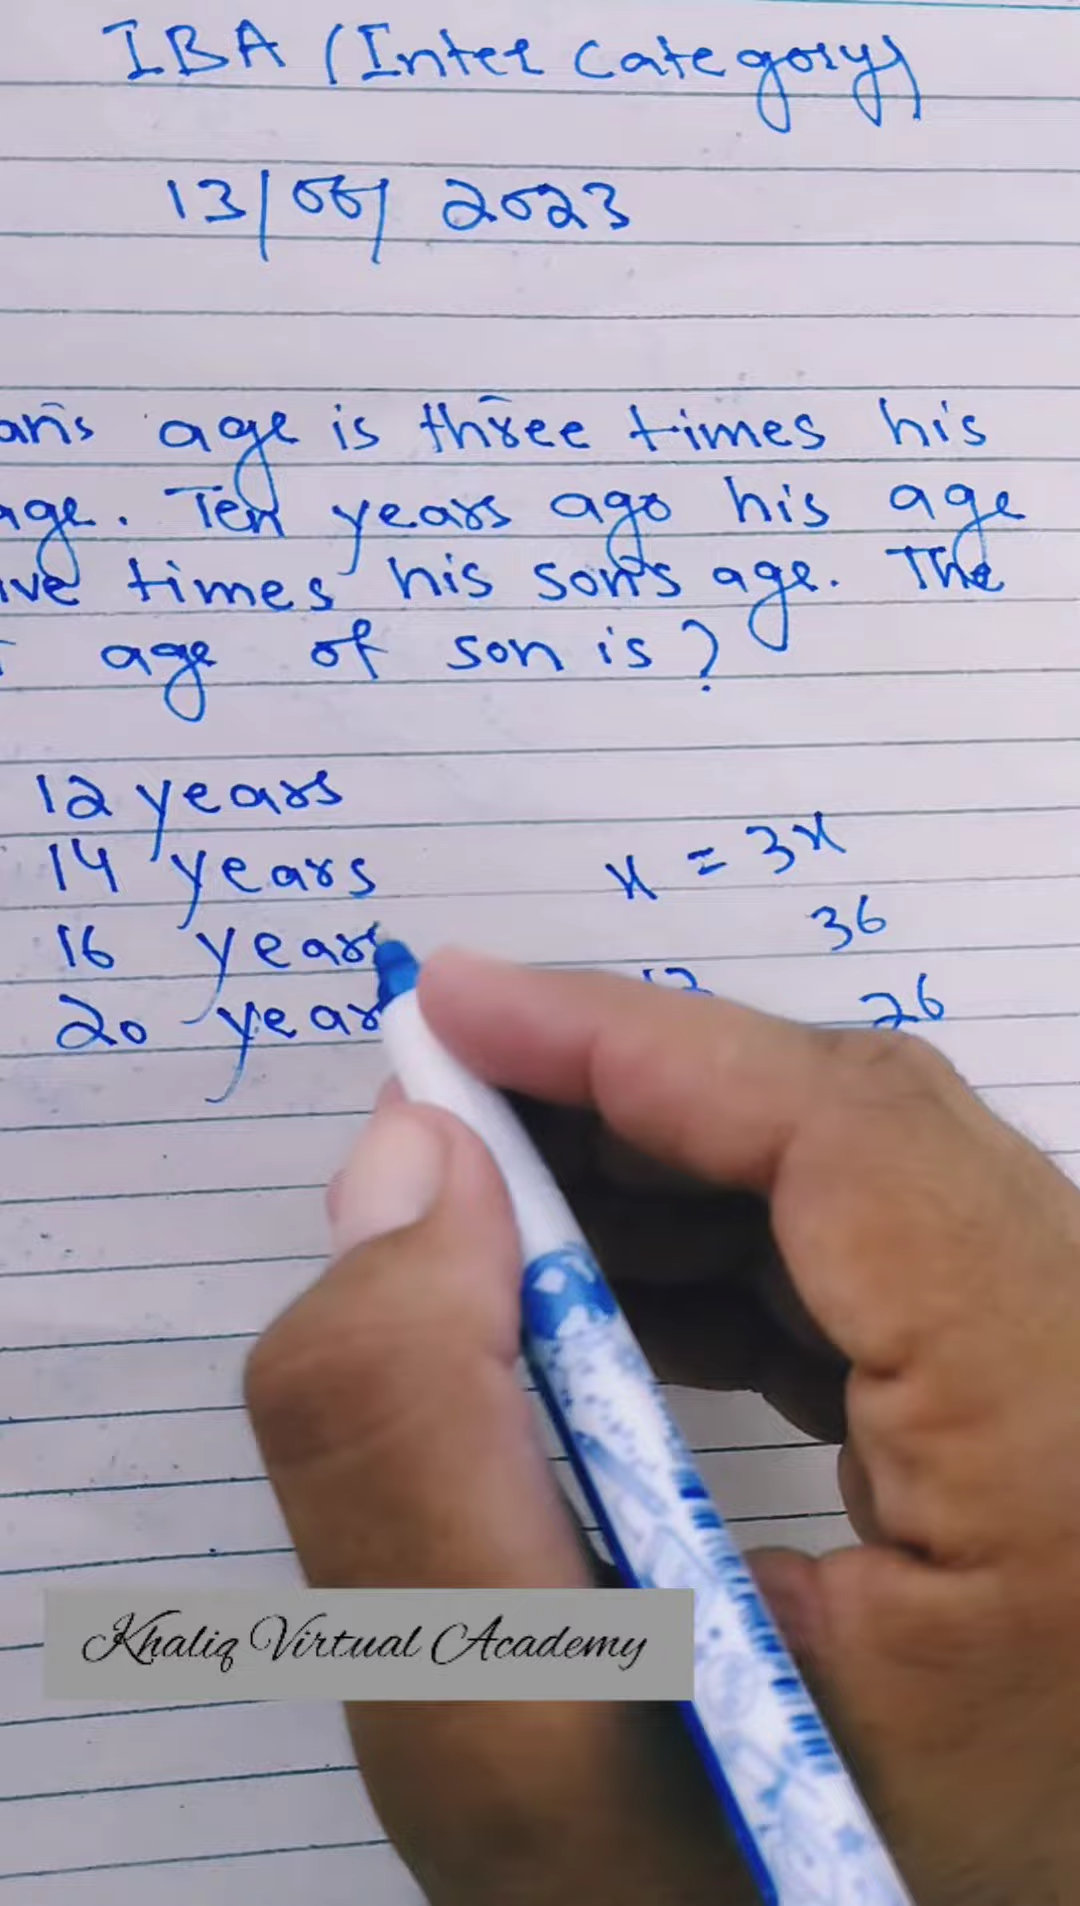 IBA (Inter Category)
13/06/ 2023
age is three times his
Ten years ago his age
times his son's age. The
age of son is?
12 years
14 years
x = 3x
36
16 years
26
20 year
Khaliq Virtual Academy